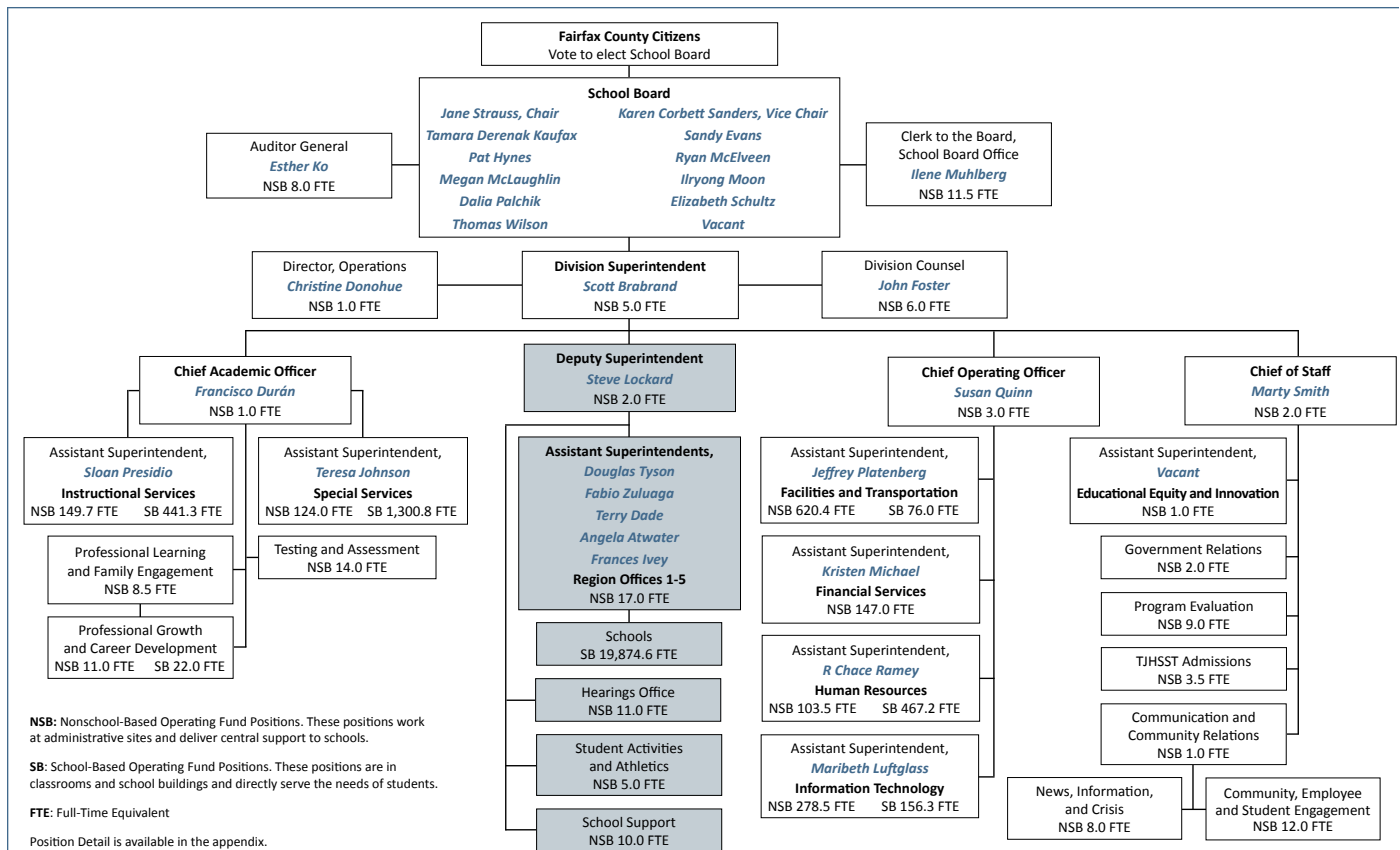 Fairfax County Citizens
Vote to elect School Board
School Board
Jane Strauss, Chair
Karen Corbett Sanders, Vice Chair
Tamara Derenak Kaufax
Sandy Evans
Pat Hynes
Ryan McElveen
Megan McLaughlin
Ilryong Moon
Dalia Palchik
Elizabeth Schultz
Thomas Wilson
Vacant
Auditor General
Esther Ko
NSB 8.0 FTE
Clerk to the Board,
School Board Office
Ilene Muhlberg
NSB 11.5 FTE
Director, Operations
Christine Donohue
NSB 1.0 FTE
Division Superintendent
Scott Brabrand
NSB 5.0 FTE
Division Counsel
John Foster
NSB 6.0 FTE
Chief Academic Officer
Francisco Durán
NSB 1.0 FTE
Assistant Superintendent,
Sloan Presidio
Instructional Services
NSB 149.7 FTE SB 441.3 FTE
Assistant Superintendent,
Teresa Johnson
Special Services
NSB 124.0 FTE SB 1,300.8 FTE
Professional Learning
and Family Engagement
NSB 8.5 FTE
Testing and Assessment
NSB 14.0 FTE
Professional Growth
and Career Development
NSB 11.0 FTE SB 22.0 FTE
Deputy Superintendent
Steve Lockard
NSB 2.0 FTE
Assistant Superintendents,
Douglas Tyson
Fabio Zuluaga
Terry Dade
Angela Atwater
Frances Ivey
Region Offices 1-5
NSB 17.0 FTE
Schools
SB 19,874.6 FTE
Hearings Office
NSB 11.0 FTE
Student Activities
and Athletics
NSB 5.0 FTE
School Support
NSB 10.0 FTE
Chief Operating Officer
Susan Quinn
NSB 3.0 FTE
Assistant Superintendent,
Jeffrey Platenberg
Facilities and Transportation
NSB 620.4 FTE SB 76.0 FTE
Assistant Superintendent,
Kristen Michael
Financial Services
NSB 147.0 FTE
Assistant Superintendent,
R Chace Ramey
Human Resources
NSB 103.5 FTE SB 467.2 FTE
Assistant Superintendent,
Maribeth Luftglass
Information Technology
NSB 278.5 FTE SB 156.3 FTE
Chief of Staff
Marty Smith
NSB 2.0 FTE
Assistant Superintendent,
Vacant
Educational Equity and Innovation
NSB 1.0 FTE
Government Relations
NSB 2.0 FTE
Program Evaluation
NSB 9.0 FTE
TJHSST Admissions
NSB 3.5 FTE
Communication and
Community Relations
NSB 1.0 FTE
News, Information,
and Crisis
NSB 8.0 FTE
Community, Employee
and Student Engagement
NSB 12.0 FTE
NSB: Nonschool-Based Operating Fund Positions. These positions work
at administrative sites and deliver central support to schools.
SB: School-Based Operating Fund Positions. These positions are in
classrooms and school buildings and directly serve the needs of students.
FTE: Full-Time Equivalent
Position Detail is available in the appendix.